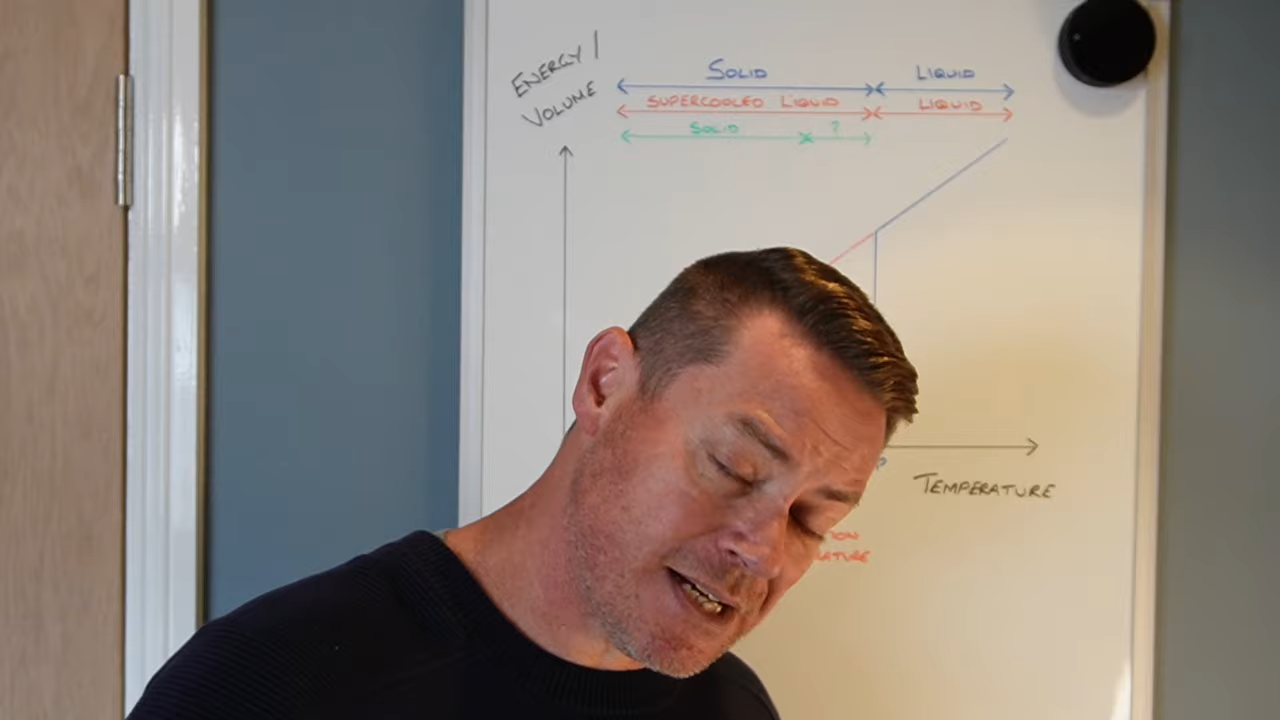 ENERGY /
VOLUME
SOLID LIQUID
SUPERCOOLED LIQUID LIQUID
SOLID ?
TEMPERATURE